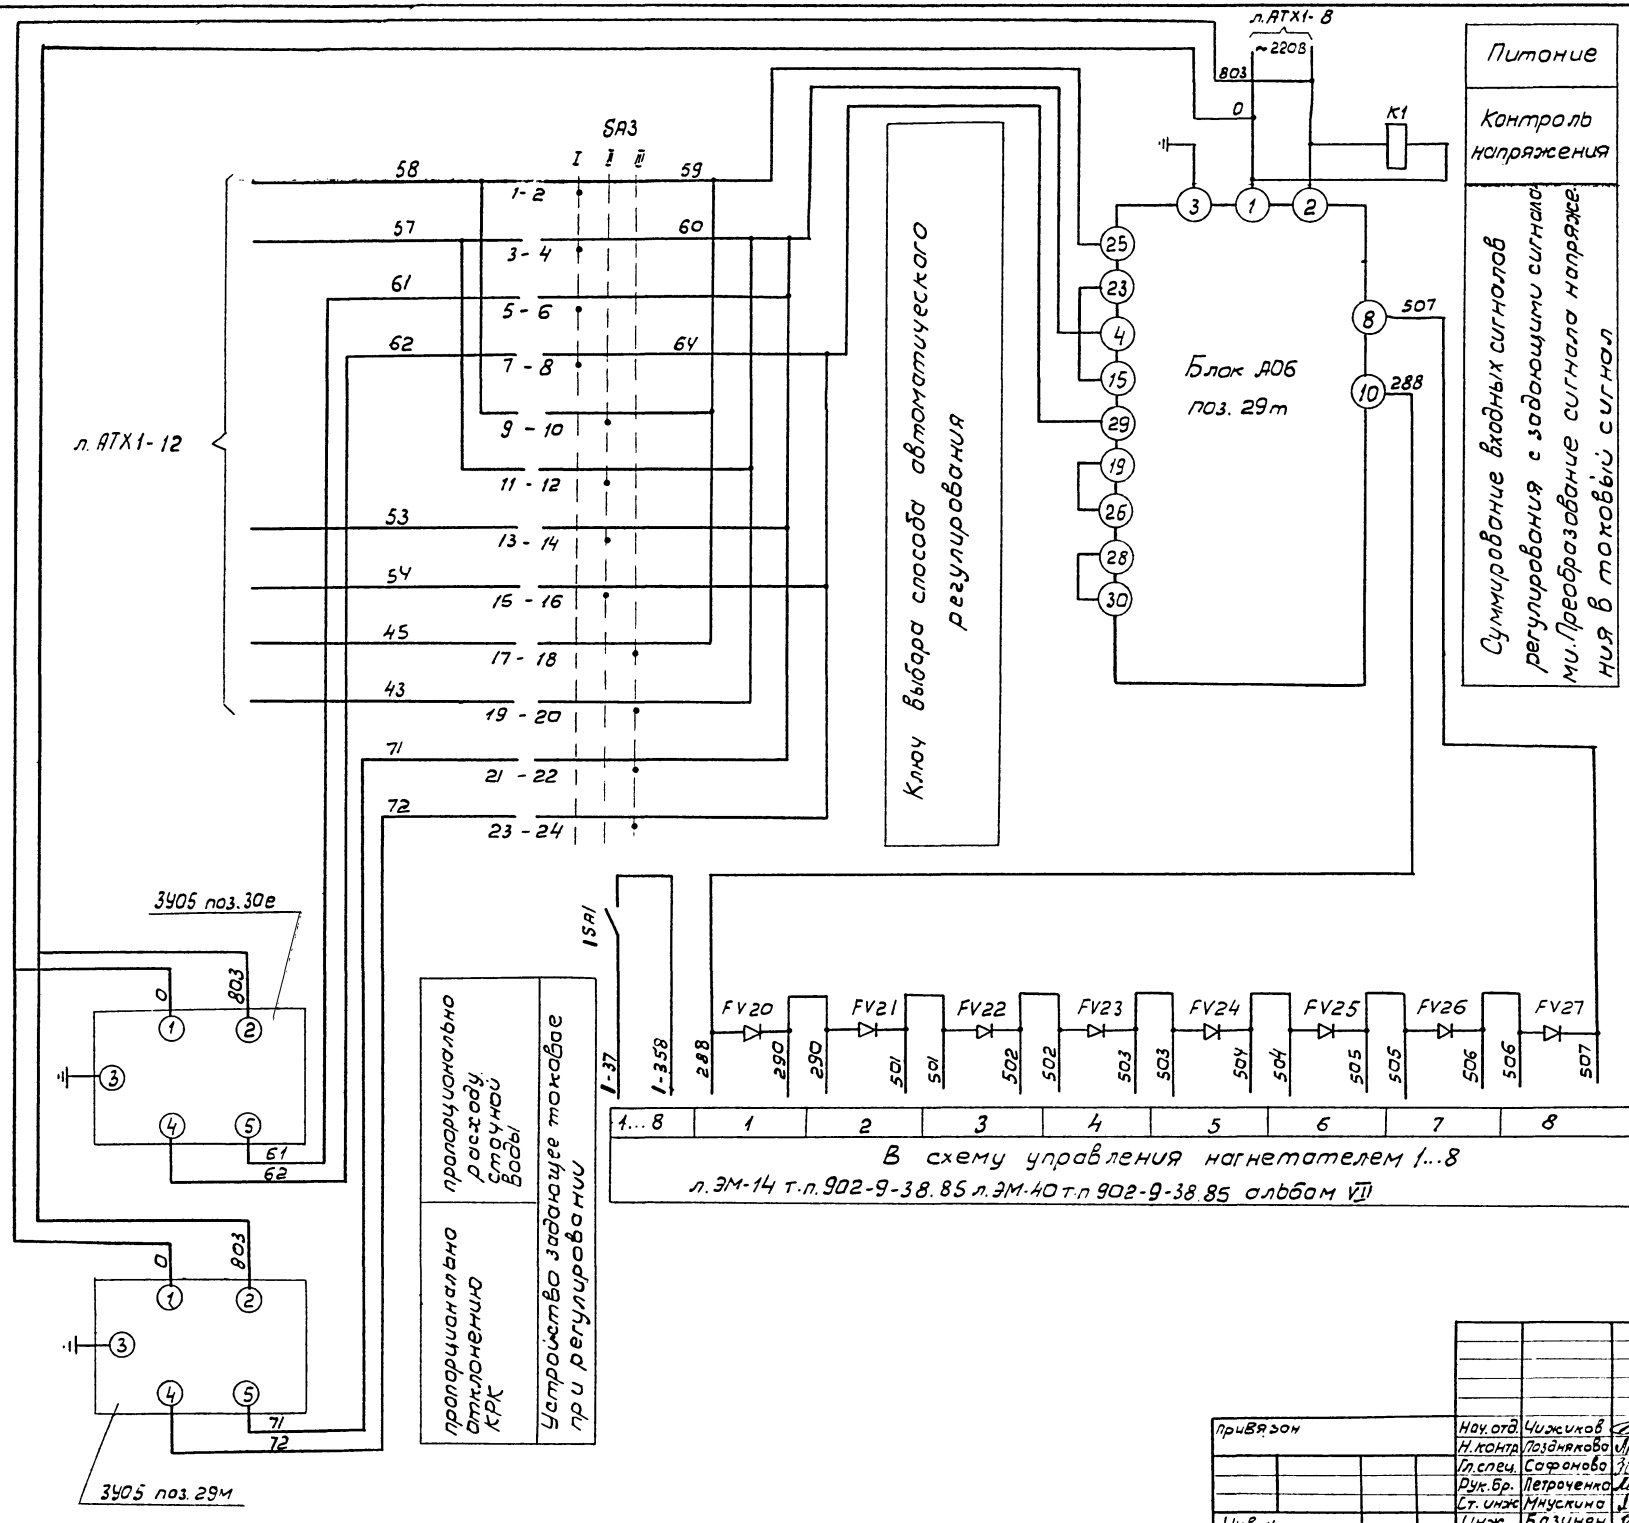 л. АТХ1-8
~220В
803
0
К1
Питание
Контроль
напряжения
Суммирование входных сигналов
регулирования с задающими сигнала
ми. Преобразование сигнала напряже
ния в токовый сигнал
SA3
I II III
58
1-2
59
57
3-4
60
61
5-6
62
7-8
64
9-10
11-12
53
13-14
54
15-16
45
17-18
43
19-20
71
21-22
72
23-24
л. АТХ1-12
Ключ выбора способа автоматического
регулирования
3
1
2
25
23
4
15
29
19
26
28
30
8
507
10
288
Блок А06
поз. 29т
ЗУ05 поз.30е
0
803
1
2
3
4
5
61
62
0
803
1
2
3
4
5
71
72
ЗУ05 поз.29м
пропорционально
расходу
сточной
воды
пропорционально
отклонению
КРК
Устройство задающее токовое
при регулировании
1SA1
1-37
1-358
288
FV20
290
290
FV21
501
501
FV22
502
502
FV23
503
503
FV24
504
504
FV25
505
505
FV26
506
506
FV27
507
1...8 1 2 3 4 5 6 7 8
В схему управления нагнетателем 1...8
л.ЭМ-14 т.п.902-9-38.85 л.ЭМ-40 т.п 902-9-38.85 альбом VII
привязан
Нач.отд. Чижиков
Н.контр Позднякова
Гл.спец. Сафонова
Рук.бр. Петроченко
Ст. инж Мнускина